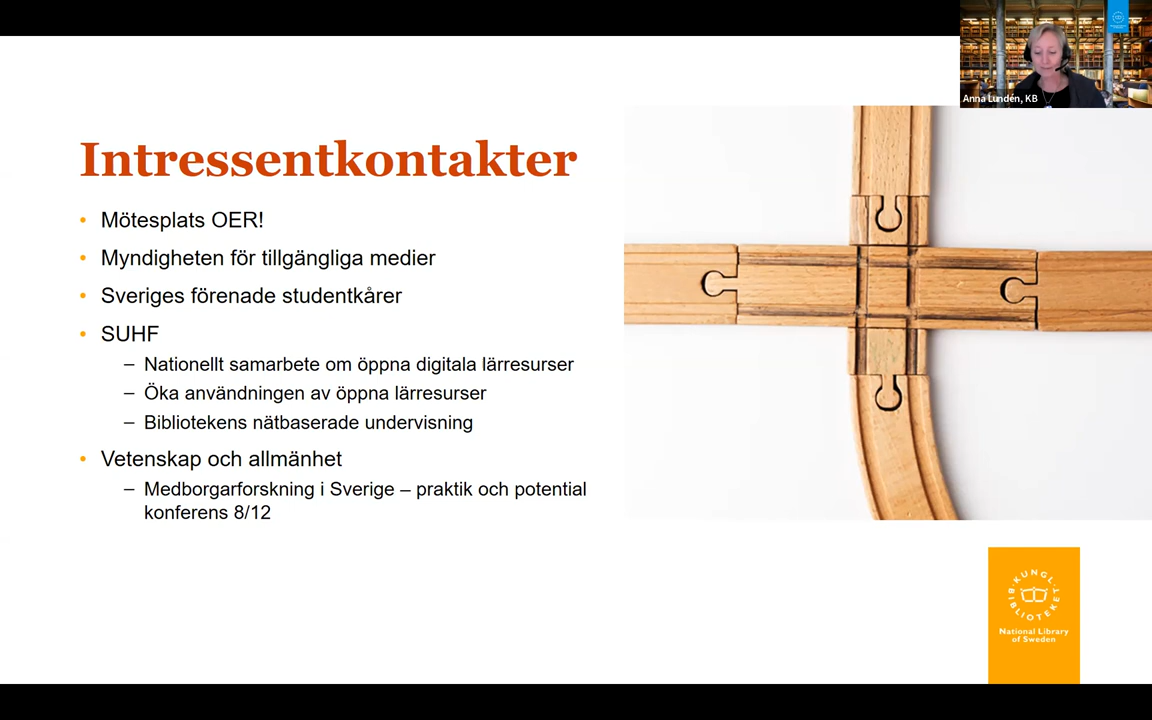 Anna Lundén, KB
Intressentkontakter
• Mötesplats OER!
• Myndigheten för tillgängliga medier
• Sveriges förenade studentkårer
• SUHF
– Nationellt samarbete om öppna digitala lärresurser
– Öka användningen av öppna lärresurser
– Bibliotekens nätbaserade undervisning
• Vetenskap och allmänhet
– Medborgarforskning i Sverige – praktik och potential
konferens 8/12
KUNGL.
BIBLIOTEKET
National Library
of Sweden